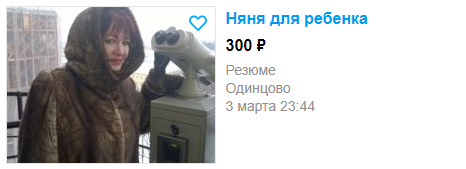 Няня для ребенка
300 ₽
Резюме
Одинцово
3 марта 23:44